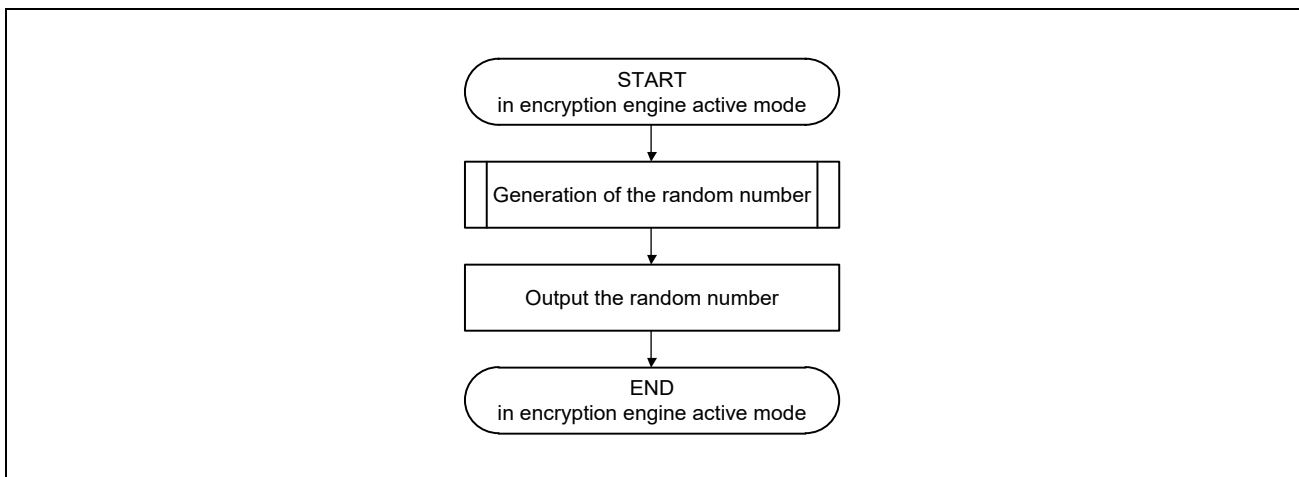 START
in encryption engine active mode
Generation of the random number
Output the random number
END
in encryption engine active mode